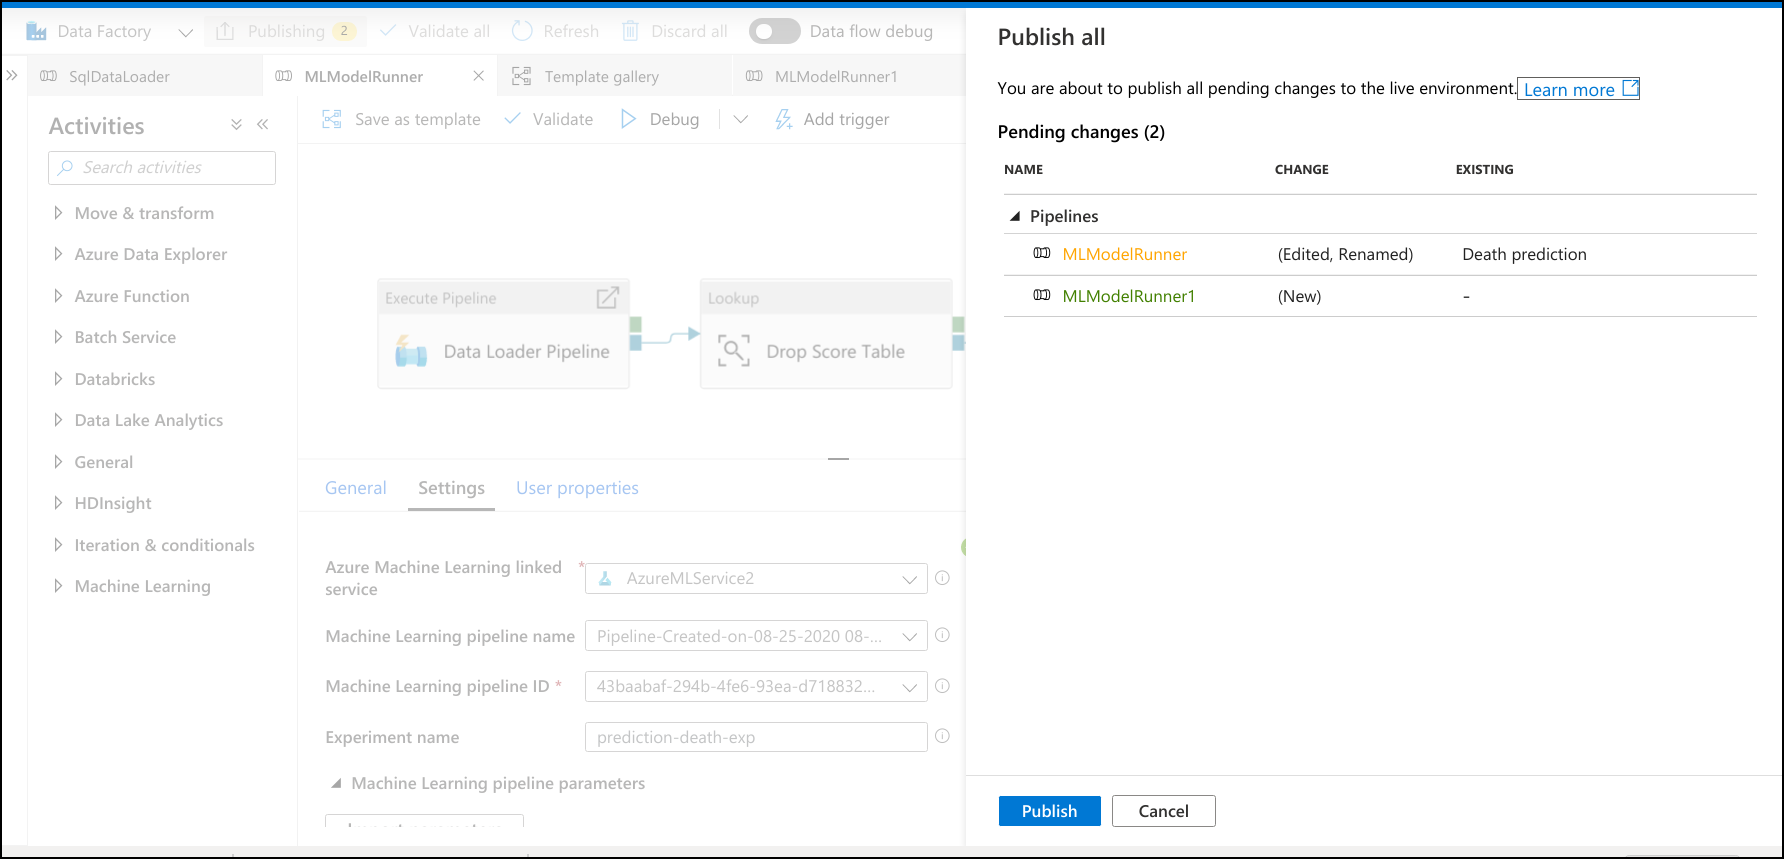 Data Factory
Publishing 2
Validate all
Refresh
Discard all
Data flow debug
SqlDataLoader
MLModelRunner
Template gallery
MLModelRunner1
Activities
Search activities
Move & transform
Azure Data Explorer
Azure Function
Batch Service
Databricks
Data Lake Analytics
General
HDInsight
Iteration & conditionals
Machine Learning
Save as template
Validate
Debug
Add trigger
Execute Pipeline
Data Loader Pipeline
Lookup
Drop Score Table
General
Settings
User properties
Azure Machine Learning linked
service *
AzureMLService2
Machine Learning pipeline name
Pipeline-Created-on-08-25-2020 08-...
Machine Learning pipeline ID *
43baabaf-294b-4fe6-93ea-d718832...
Experiment name
prediction-death-exp
Machine Learning pipeline parameters
Publish all
You are about to publish all pending changes to the live environment. Learn more
Pending changes (2)
NAME CHANGE EXISTING
Pipelines
MLModelRunner (Edited, Renamed) Death prediction
MLModelRunner1 (New) -
Publish
Cancel